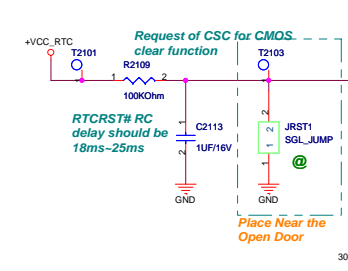 Request of CSC for CMOS
clear function
+VCC_RTC
T2101
T2103
R2109
1
2
100KOhm
RTCRST# RC
delay should be
18ms~25ms
1
C2113
2
1UF/16V
GND
2
2
JRST1
1
SGL_JUMP
1
@
GND
Place Near the
Open Door
30